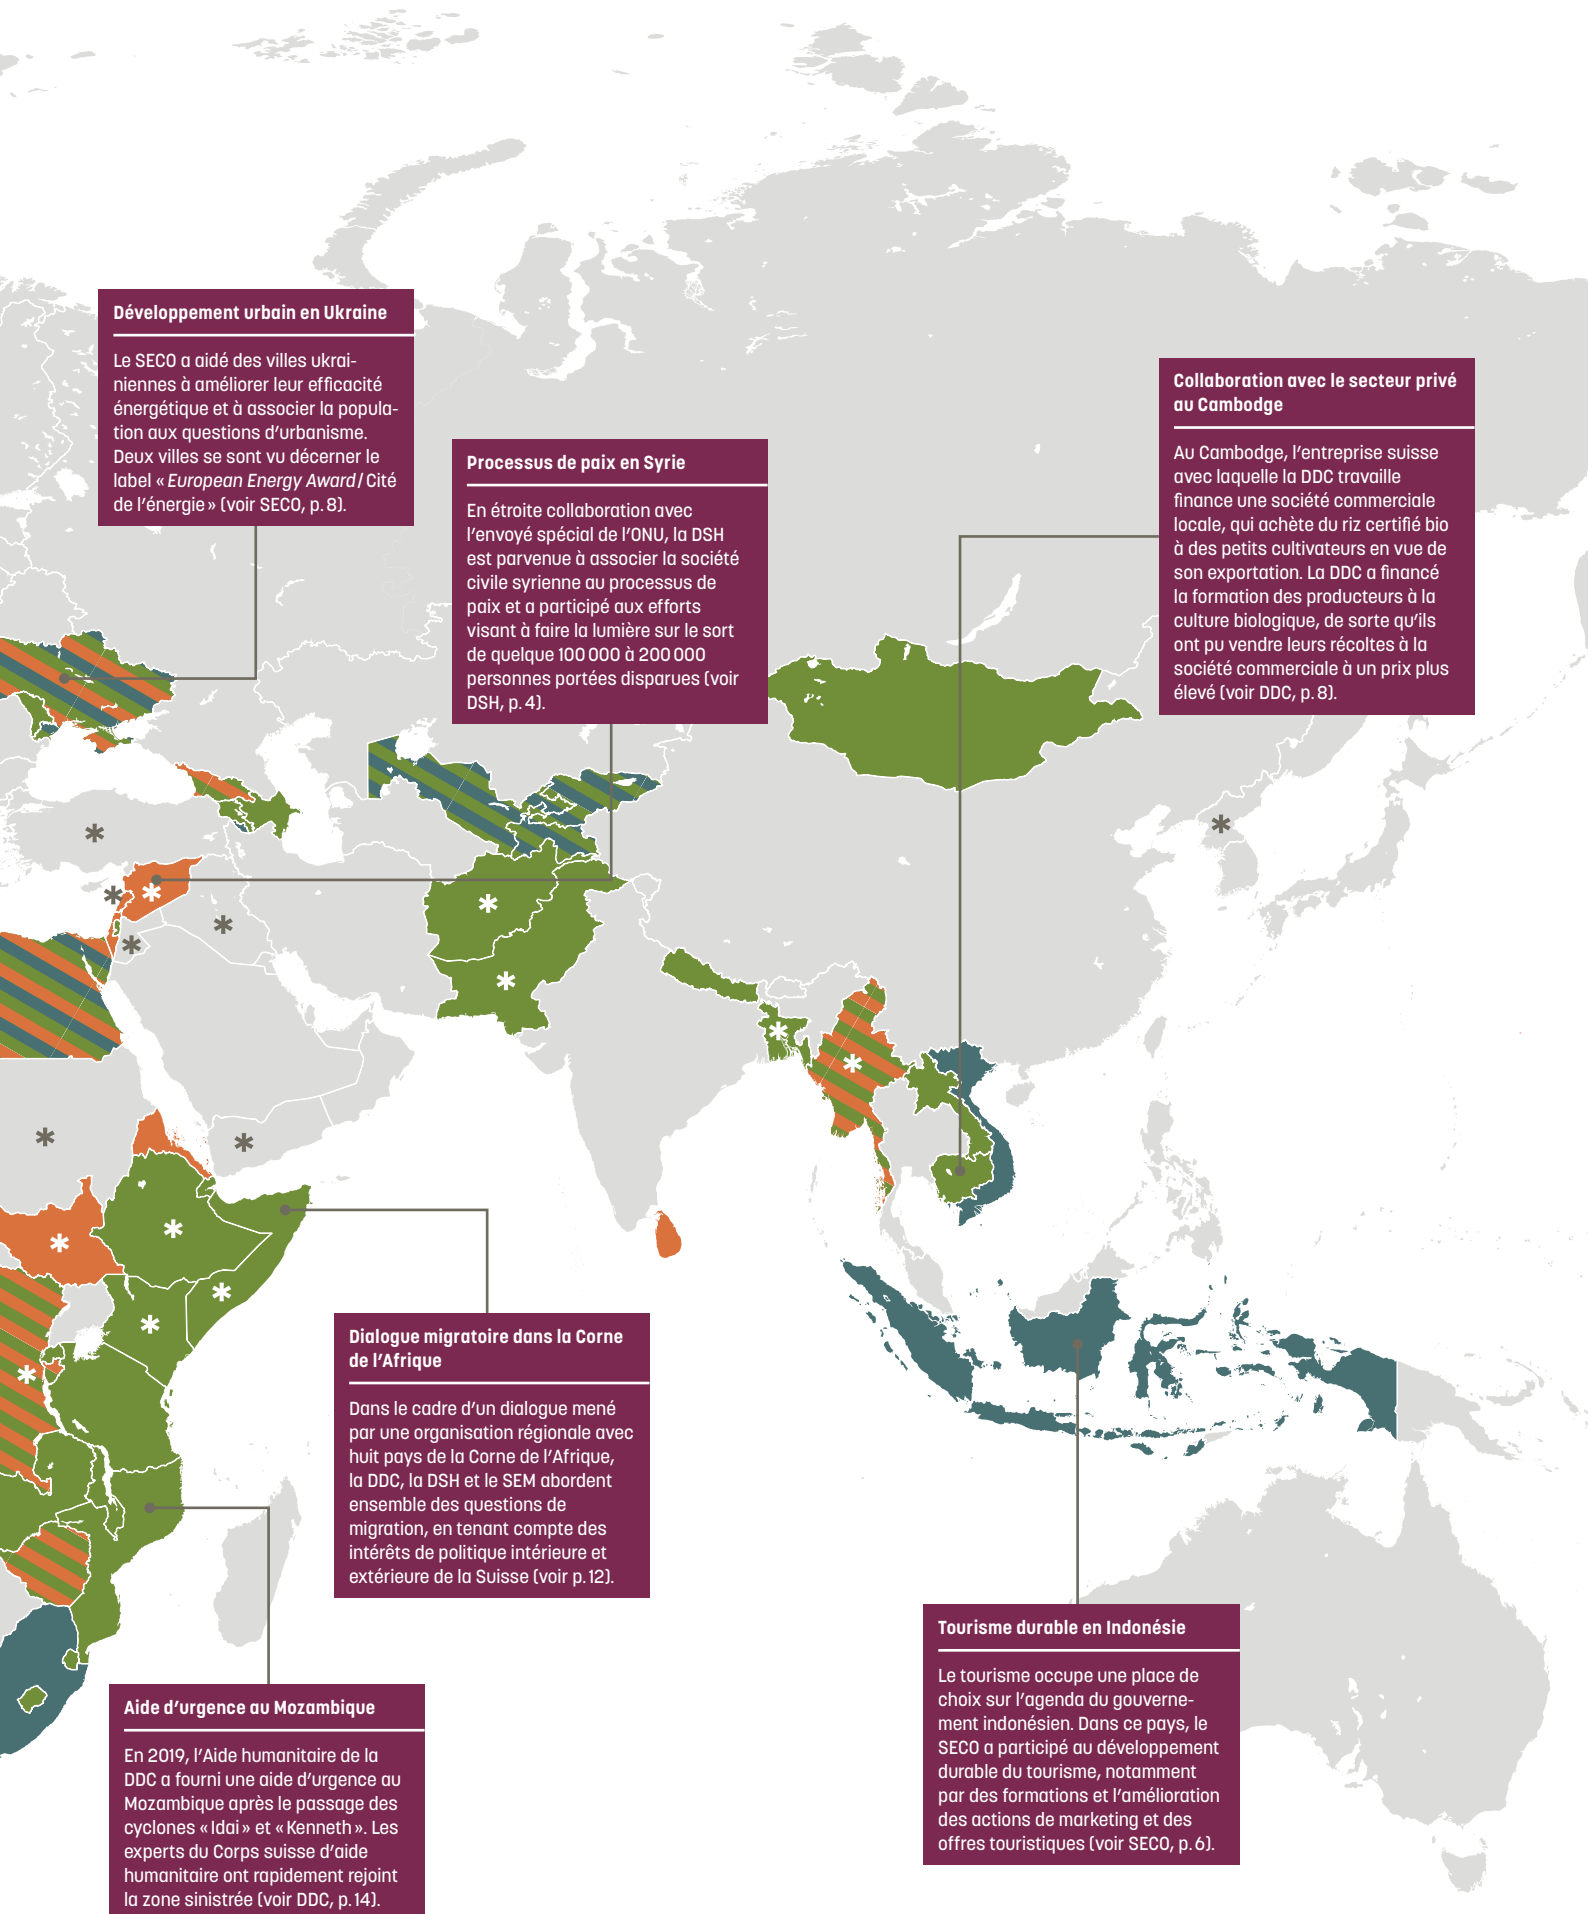 Développement urbain en Ukraine
Le SECO a aidé des villes ukrai-
niennes à améliorer leur efficacité
énergétique et à associer la popula-
tion aux questions d'urbanisme.
Deux villes se sont vu décerner le
label « European Energy Award / Cité
de l'énergie » (voir SECO, p. 8).
Processus de paix en Syrie
En étroite collaboration avec
l'envoyé spécial de l'ONU, la DSH
est parvenue à associer la société
civile syrienne au processus de
paix et a participé aux efforts
visant à faire la lumière sur le sort
de quelque 100 000 à 200 000
personnes portées disparues (voir
DSH, p. 4).
Collaboration avec le secteur privé
au Cambodge
Au Cambodge, l'entreprise suisse
avec laquelle la DDC travaille
finance une société commerciale
locale, qui achète du riz certifié bio
à des petits cultivateurs en vue de
son exportation. La DDC a financé
la formation des producteurs à la
culture biologique, de sorte qu'ils
ont pu vendre leurs récoltes à la
société commerciale à un prix plus
élevé (voir DDC, p. 8).
Dialogue migratoire dans la Corne
de l'Afrique
Dans le cadre d'un dialogue mené
par une organisation régionale avec
huit pays de la Corne de l'Afrique,
la DDC, la DSH et le SEM abordent
ensemble des questions de
migration, en tenant compte des
intérêts de politique intérieure et
extérieure de la Suisse (voir p. 12).
Aide d'urgence au Mozambique
En 2019, l'Aide humanitaire de la
DDC a fourni une aide d'urgence au
Mozambique après le passage des
cyclones « Idai » et « Kenneth ». Les
experts du Corps suisse d'aide
humanitaire ont rapidement rejoint
la zone sinistrée (voir DDC, p. 14).
Tourisme durable en Indonésie
Le tourisme occupe une place de
choix sur l'agenda du gouverne-
ment indonésien. Dans ce pays, le
SECO a participé au développement
durable du tourisme, notamment
par des formations et l'amélioration
des actions de marketing et des
offres touristiques (voir SECO, p. 6).